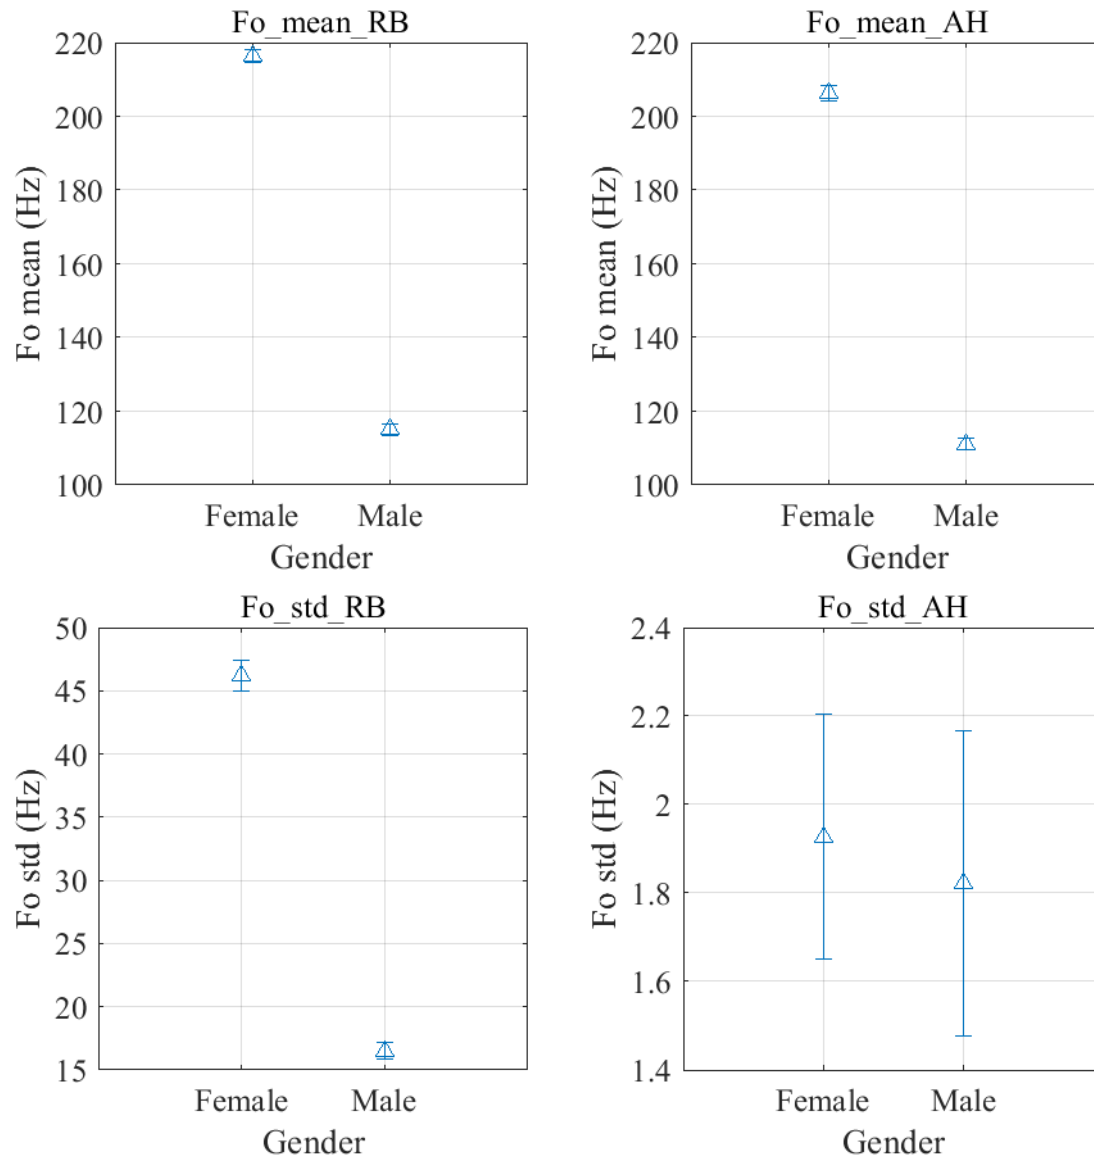 Fo_mean_RB
220
200
180
160
140
120
100
Fo mean (Hz)
Female Male
Gender
Fo_mean_AH
220
200
180
160
140
120
100
Fo mean (Hz)
Female Male
Gender
Fo_std_RB
50
45
40
35
30
25
20
15
Fo std (Hz)
Female Male
Gender
Fo_std_AH
2.4
2.2
2
1.8
1.6
1.4
Fo std (Hz)
Female Male
Gender